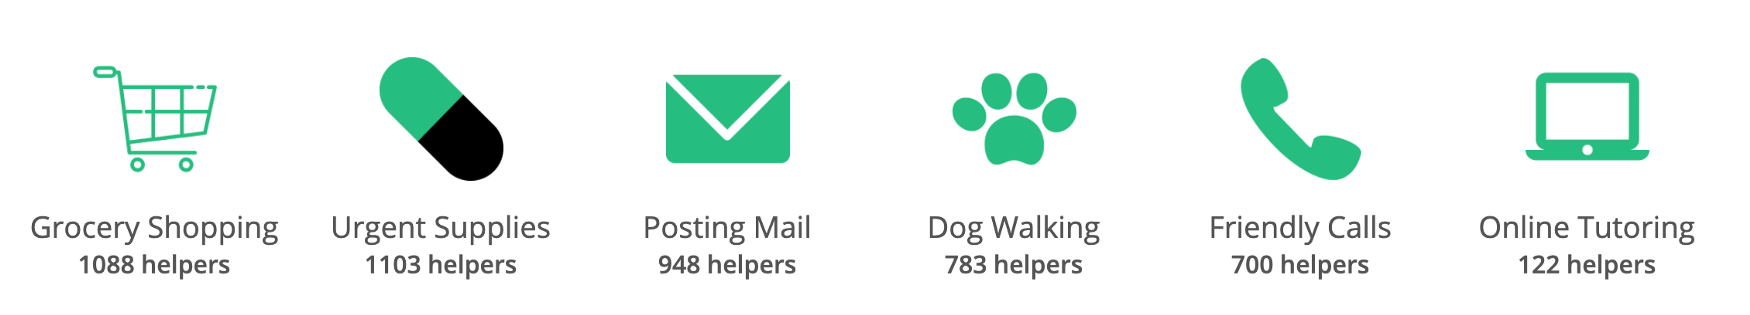 Grocery Shopping
1088 helpers
Urgent Supplies
1103 helpers
Posting Mail
948 helpers
Dog Walking
783 helpers
Friendly Calls
700 helpers
Online Tutoring
122 helpers